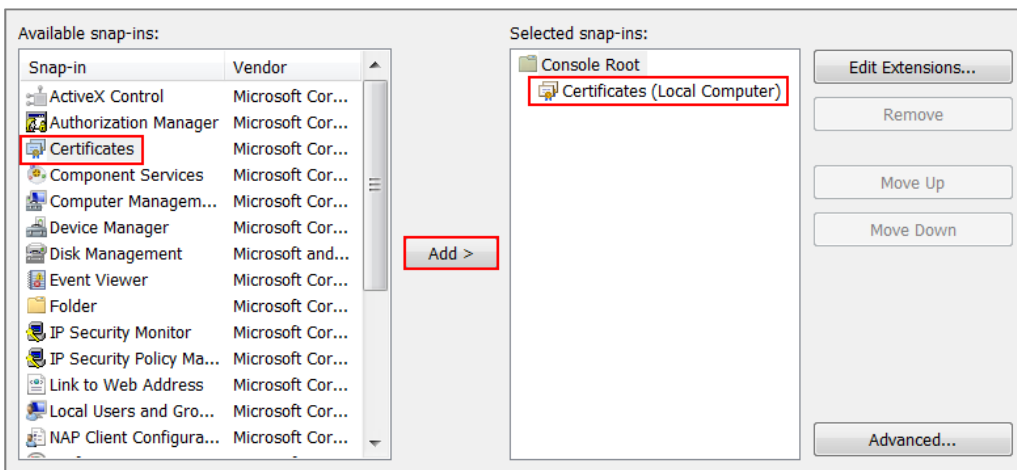 Available snap-ins:
Snap-in Vendor
ActiveX Control Microsoft Cor...
Authorization Manager Microsoft Cor...
Certificates Microsoft Cor...
Component Services Microsoft Cor...
Computer Managem... Microsoft Cor...
Device Manager Microsoft Cor...
Disk Management Microsoft and...
Event Viewer Microsoft Cor...
Folder Microsoft Cor...
IP Security Monitor Microsoft Cor...
IP Security Policy Ma... Microsoft Cor...
Link to Web Address Microsoft Cor...
Local Users and Gro... Microsoft Cor...
NAP Client Configura... Microsoft Cor...
Add >
Selected snap-ins:
Console Root
Certificates (Local Computer)
Edit Extensions...
Remove
Move Up
Move Down
Advanced...